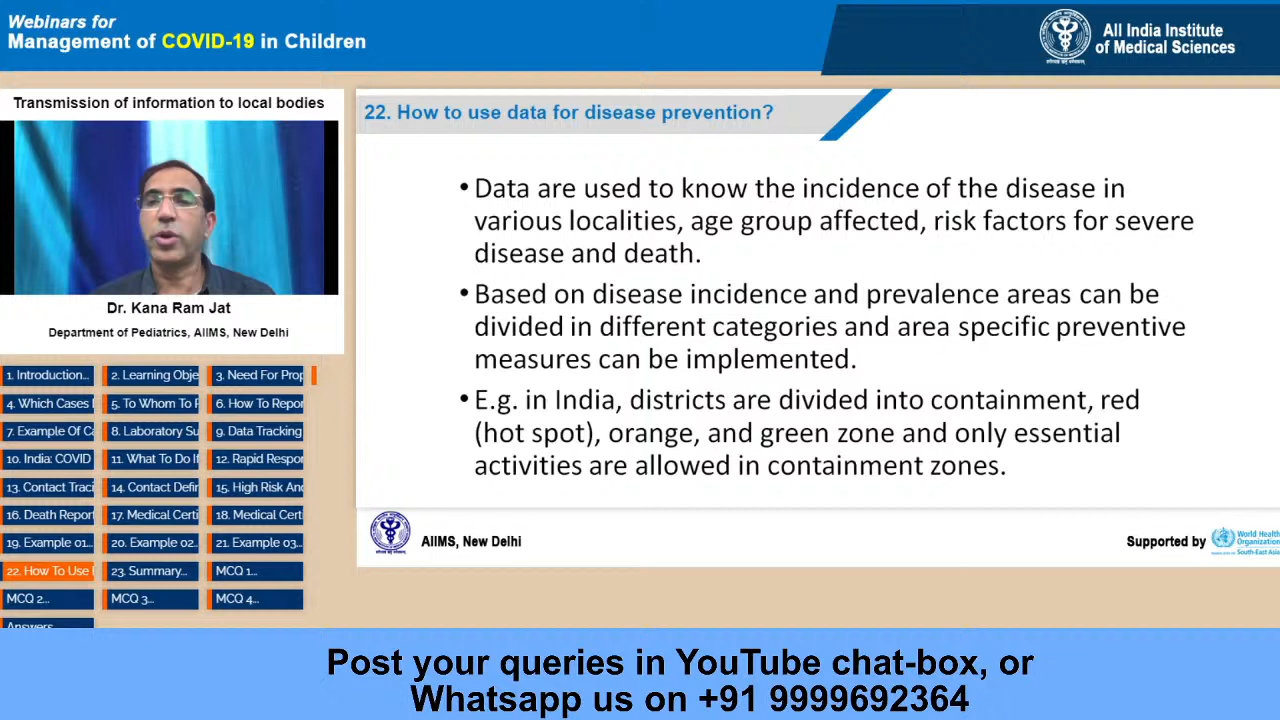 Webinars for
Management of COVID-19 in Children
All India Institute
of Medical Sciences
Transmission of information to local bodies
Dr. Kana Ram Jat
Department of Pediatrics, AIIMS, New Delhi
1. Introduction...
2. Learning Obje
3. Need For Prop
4. Which Cases
5. To Whom To R
6. How To Repor
7. Example Of Ca
8. Laboratory Su
9. Data Tracking
10. India: COVID
11. What To Do If
12. Rapid Respor
13. Contact Traci
14. Contact Defin
15. High Risk And
16. Death Report
17. Medical Certi
18. Medical Certi
19. Example 01...
20. Example 02...
21. Example 03...
22. How To Use
23. Summary...
MCQ 1...
MCQ 2...
MCQ 3...
MCQ 4...
Answers
22. How to use data for disease prevention?
• Data are used to know the incidence of the disease in
various localities, age group affected, risk factors for severe
disease and death.
• Based on disease incidence and prevalence areas can be
divided in different categories and area specific preventive
measures can be implemented.
• E.g. in India, districts are divided into containment, red
(hot spot), orange, and green zone and only essential
activities are allowed in containment zones.
AIIMS, New Delhi
Supported by
World Health
Organization
South-East Asia
Post your queries in YouTube chat-box, or
Whatsapp us on +91 9999692364